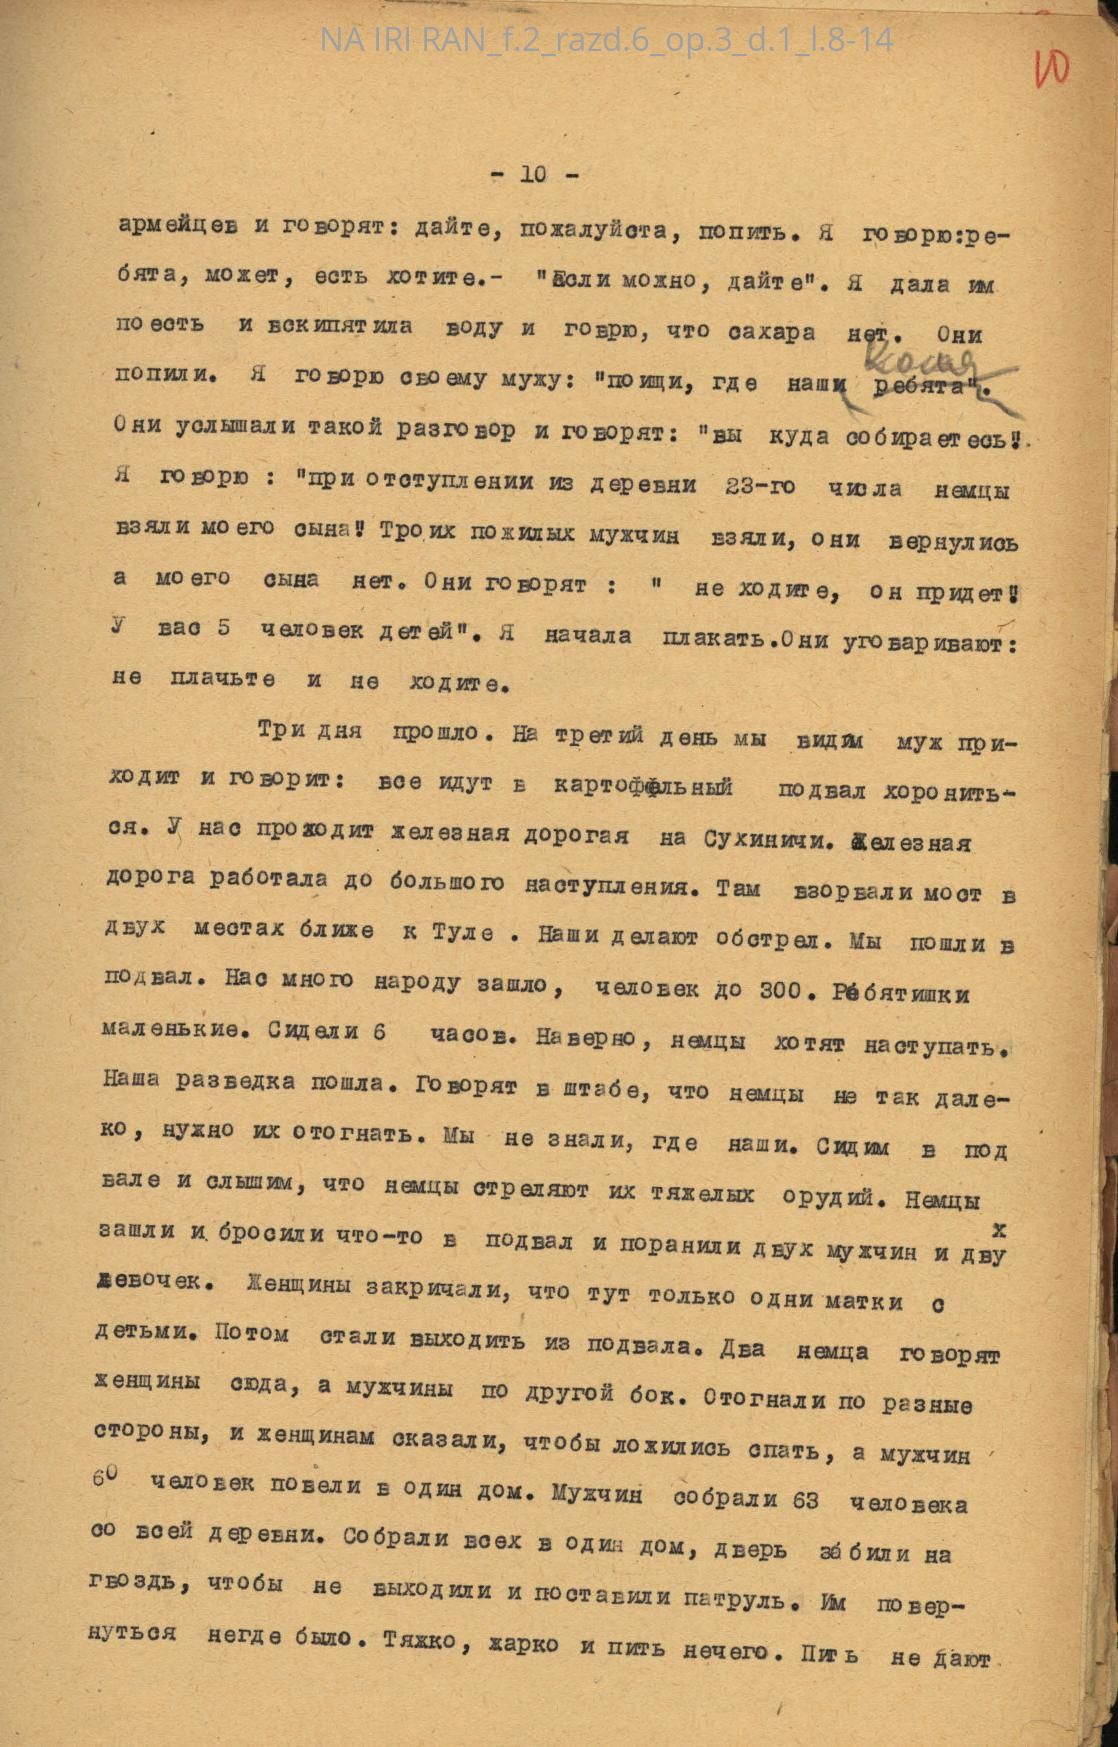 NA IRI RAN_f.2_razd.6_op.3_d.1_l.8-14
10
- 10 -
армейцев и говорят: дайте, пожалуйста, попить. Я говорю:ре-
бята, может, есть хотите.- "Если можно, дайте". Я дала им
поесть и вскипятила воду и говрю, что сахара нет. Они
Коля
попили. Я говорю своему мужу: "поищи, где наши ребята".
Они услышали такой разговор и говорят: "вы куда собираетесь".
Я говорю : "при отступлении из деревни 23-го числа немцы
взяли моего сына". Троих пожилых мужчин взяли, они вернулись
а моего сына нет. Они говорят : " не ходите, он придет".
У вас 5 человек детей". Я начала плакать.Они уговаривают:
не плачьте и не ходите.
Три дня прошло. На третий день мы видим муж при-
ходит и говорит: все идут в картофельный подвал хоронить-
ся. У нас проходит железная дорогая на Сухиничи. Железная
дорога работала до большого наступления. Там взорвали мост в
двух местах ближе к Туле . Наши делают обстрел. Мы пошли в
подвал. Нас много народу зашло, человек до 300. Ребятишки
маленькие. Сидели 6 часов. Наверно, немцы хотят наступать.
Наша разведка пошла. Говорят в штабе, что немцы не так дале-
ко, нужно их отогнать. Мы не знали, где наши. Сидим в под
вале и слышим, что немцы стреляют их тяжелых орудий. Немцы
зашли и бросили что-то в подвал и поранили двух мужчин и двух
девочек. Женщины закричали, что тут только одни матки с
детьми. Потом стали выходить из подвала. Два немца говорят
женщины сюда, а мужчины по другой бок. Отогнали по разные
стороны, и женщинам сказали, чтобы ложились спать, а мужчин
60 человек повели в один дом. Мужчин собрали 63 человека
со всей деревни. Собрали всех в один дом, дверь забили на
гвоздь, чтобы не выходили и поставили патруль. Им повер-
нуться негде было. Тяжко, жарко и пить нечего. Пить не дают